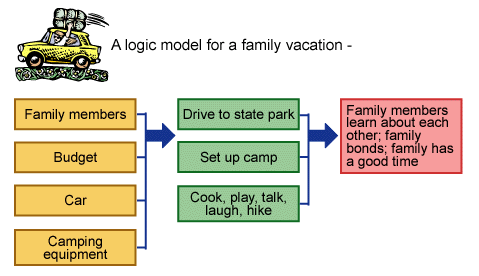 A logic model for a family vacation -
Family members
Budget
Car
Camping
equipment
Drive to state park
Set up camp
Cook, play, talk,
laugh, hike
Family members
learn about each
other; family
bonds; family has
a good time